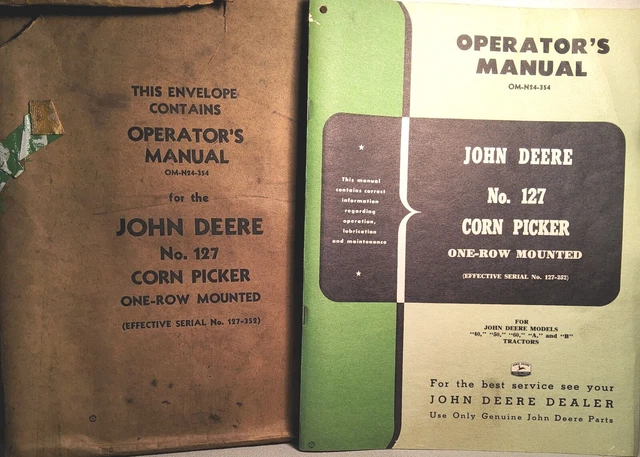 THIS ENVELOPE
CONTAINS
OPERATOR'S
MANUAL
OM-N24-354
for the
JOHN DEERE
No. 127
CORN PICKER
ONE-ROW MOUNTED
(EFFECTIVE SERIAL No. 127-352)
OPERATOR'S
MANUAL
OM-N24-354
This manual
contains correct
information
regarding
operation,
lubrication
and maintenance
JOHN DEERE
No. 127
CORN PICKER
ONE-ROW MOUNTED
(EFFECTIVE SERIAL No. 127-352)
FOR
JOHN DEERE MODELS
"40," "50," "60," "A," and "B"
TRACTORS
JOHN DEERE
For the best service see your
JOHN DEERE DEALER
Use Only Genuine John Deere Parts